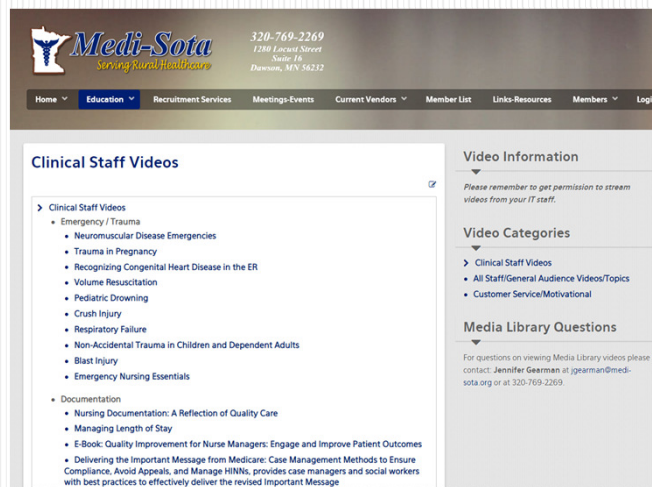 Medi-Sota
Serving Rural Healthcare
320-769-2269
1280 Locust Street
Suite 16
Dawson, MN 56232
Home Education Recruitment Services Meetings-Events Current Vendors Member List Links-Resources Members Logi
Clinical Staff Videos
Clinical Staff Videos
Emergency / Trauma
Neuromuscular Disease Emergencies
Trauma in Pregnancy
Recognizing Congenital Heart Disease in the ER
Volume Resuscitation
Pediatric Drowning
Crush Injury
Respiratory Failure
Non-Accidental Trauma in Children and Dependent Adults
Blast Injury
Emergency Nursing Essentials
Documentation
Nursing Documentation: A Reflection of Quality Care
Managing Length of Stay
E-Book: Quality Improvement for Nurse Managers: Engage and Improve Patient Outcomes
Delivering the Important Message from Medicare: Case Management Methods to Ensure
Compliance, Avoid Appeals, and Manage HINNs, provides case managers and social workers
with best practices to effectively deliver the revised Important Message
Video Information
Please remember to get permission to stream
videos from your IT staff.
Video Categories
Clinical Staff Videos
All Staff/General Audience Videos/Topics
Customer Service/Motivational
Media Library Questions
For questions on viewing Media Library videos please
contact: Jennifer Gearman at jgearman@medi-
sota.org or at 320-769-2269.